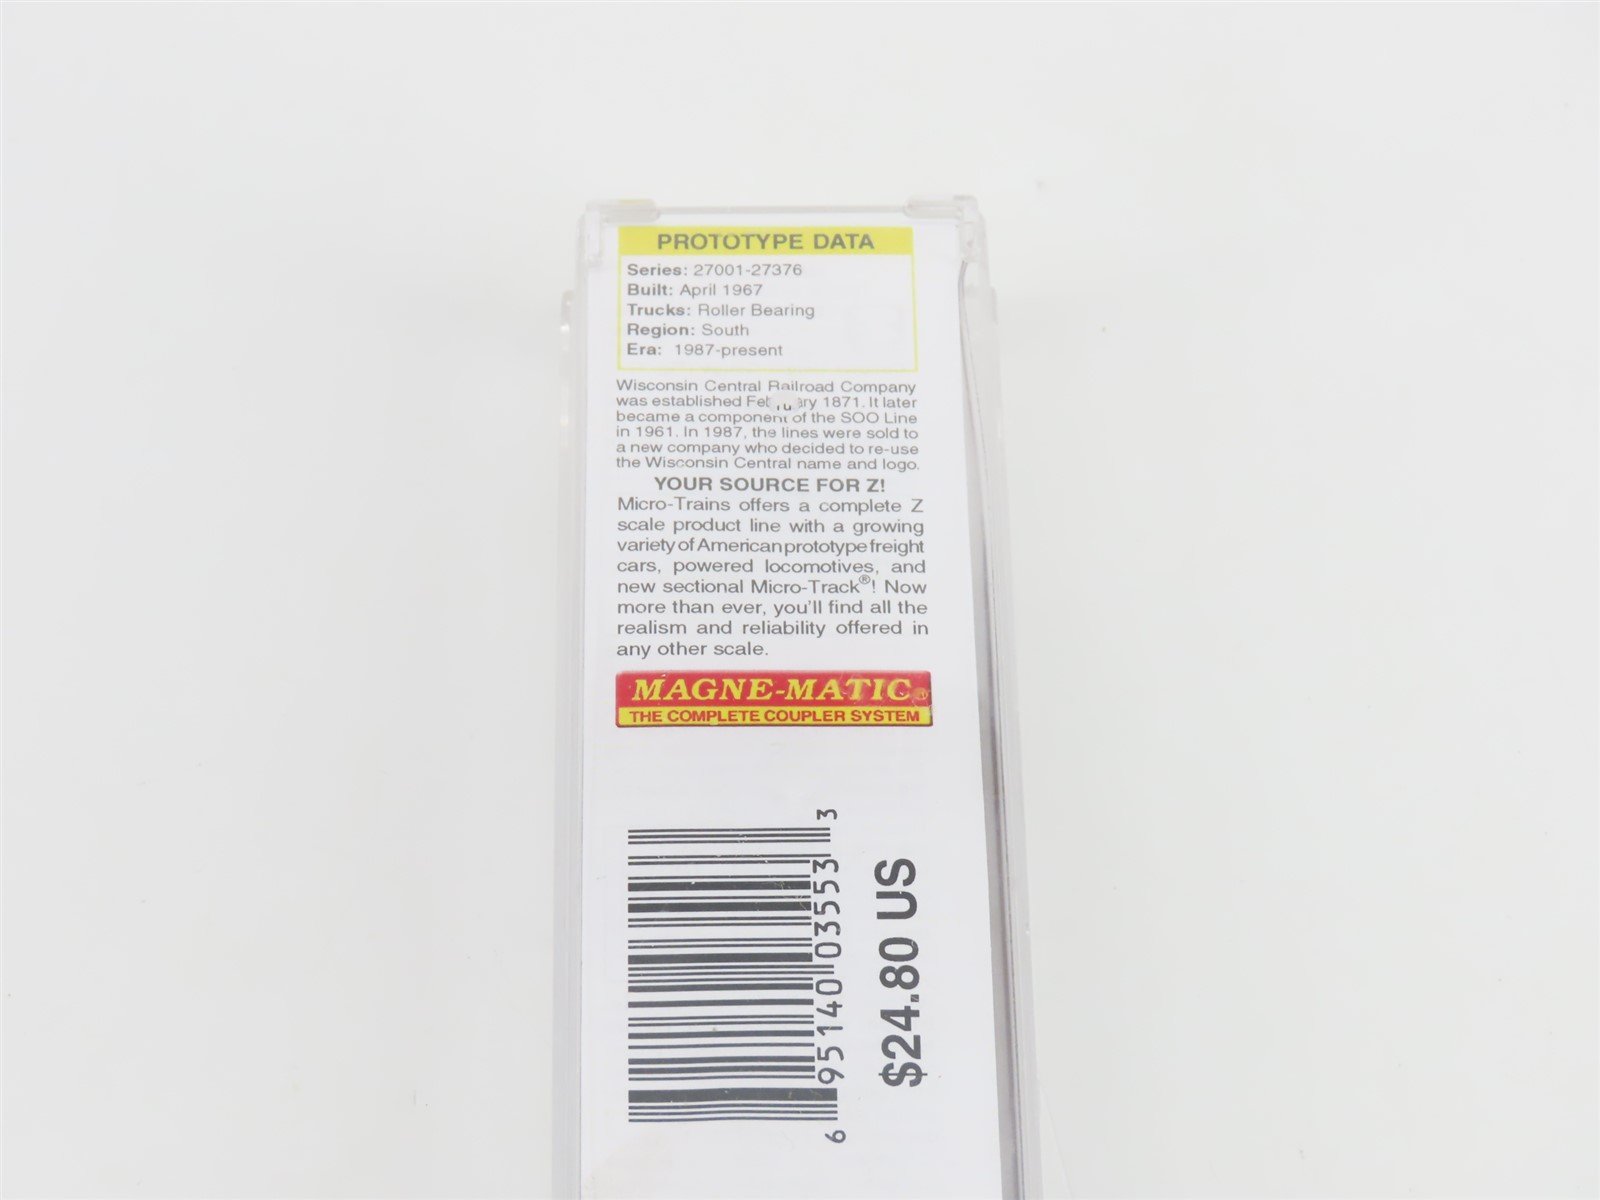 PROTOTYPE DATA
Series: 27001-27376
Built: April 1967
Trucks: Roller Bearing
Region: South
Era: 1987-present
Wisconsin Central Railroad Company
was established February 1871. It later
became a component of the SOO Line
in 1961. In 1987, the lines were sold to
a new company who decided to re-use
the Wisconsin Central name and logo.
YOUR SOURCE FOR Z!
Micro-Trains offers a complete Z
scale product line with a growing
variety of American prototype freight
cars, powered locomotives, and
new sectional Micro-Track®! Now
more than ever, you'll find all the
realism and reliability offered in
any other scale.
MAGNE-MATIC®
THE COMPLETE COUPLER SYSTEM
6 95140 03553 3
$24.80 US